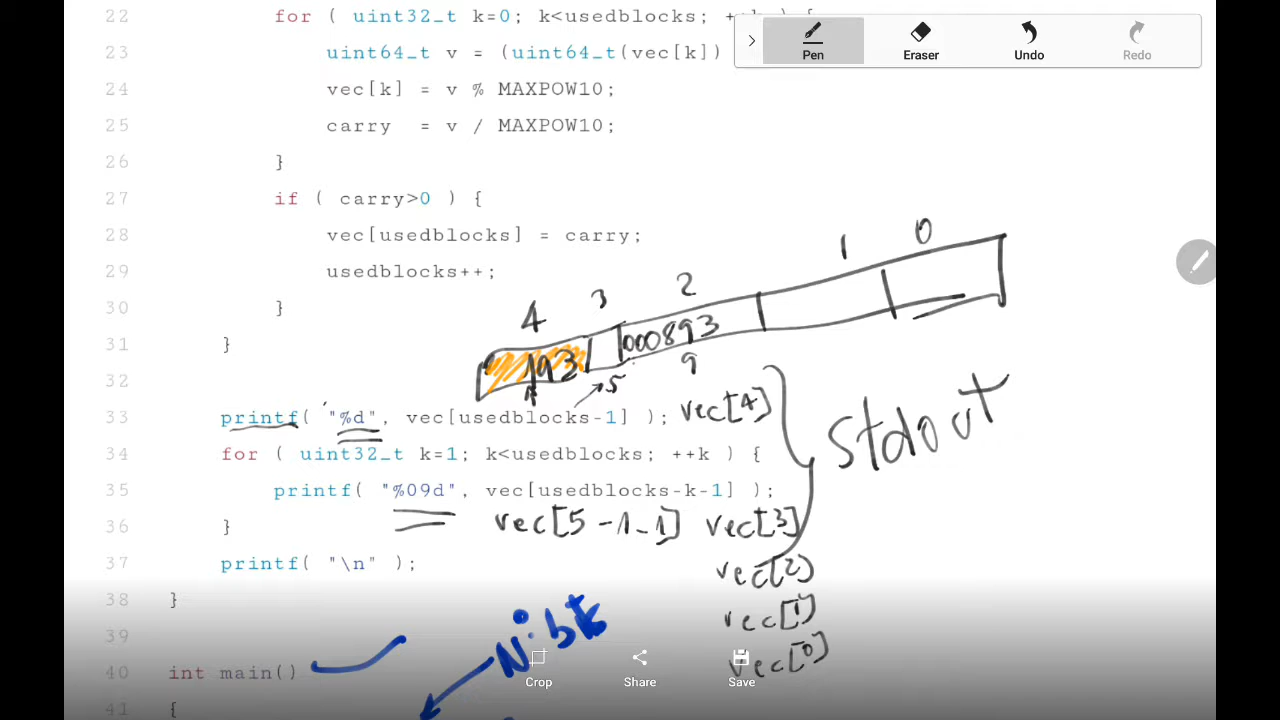 22 for ( uint32_t k=0; k<usedblocks; ++k ) {
Pen
Eraser
Undo
Redo
23 uint64_t v = (uint64_t(vec[k])
24 vec[k] = v % MAXPOW10;
25 carry = v / MAXPOW10;
26 }
27 if ( carry>0 ) {
28 vec[usedblocks] = carry;
29 usedblocks++;
30 }
31 }
4 3 2 1 0
193 000893
5 9
32
33 printf( "%d", vec[usedblocks-1] ); vec[4]
stdout
34 for ( uint32_t k=1; k<usedblocks; ++k ) {
35 printf( "%09d", vec[usedblocks-k-1] );
36 } vec[5-1-1] vec[3]
37 printf( "\n" );
vec[2]
38 }
vec[1]
39
vec[0]
40 int main()
41 {
Crop
Share
Save